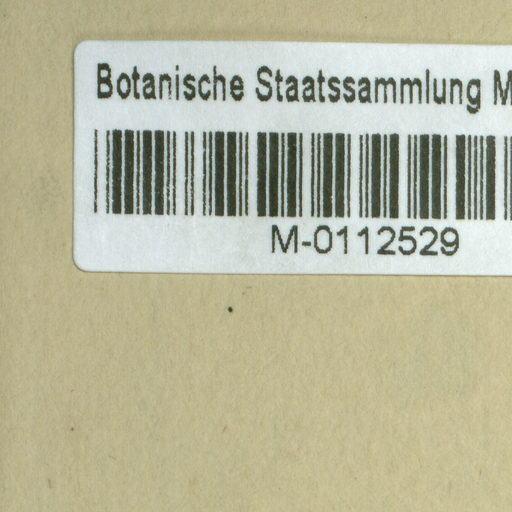 Botanische Staatssammlung M
M-0112529